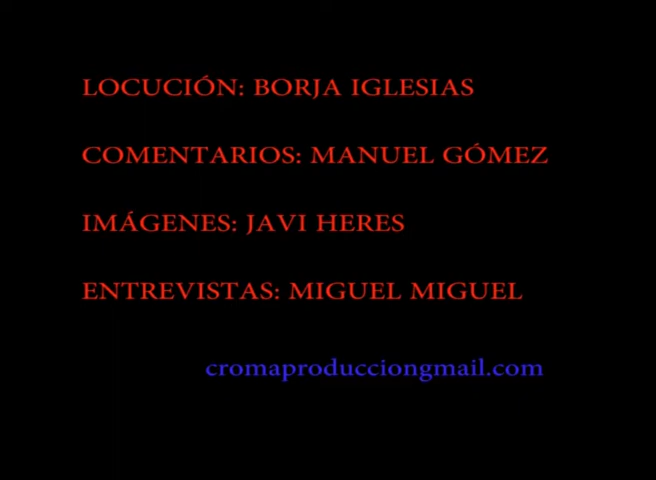 LOCUCIÓN: BORJA IGLESIAS
COMENTARIOS: MANUEL GÓMEZ
IMÁGENES: JAVI HERES
ENTREVISTAS: MIGUEL MIGUEL
cromaproducciongmail.com